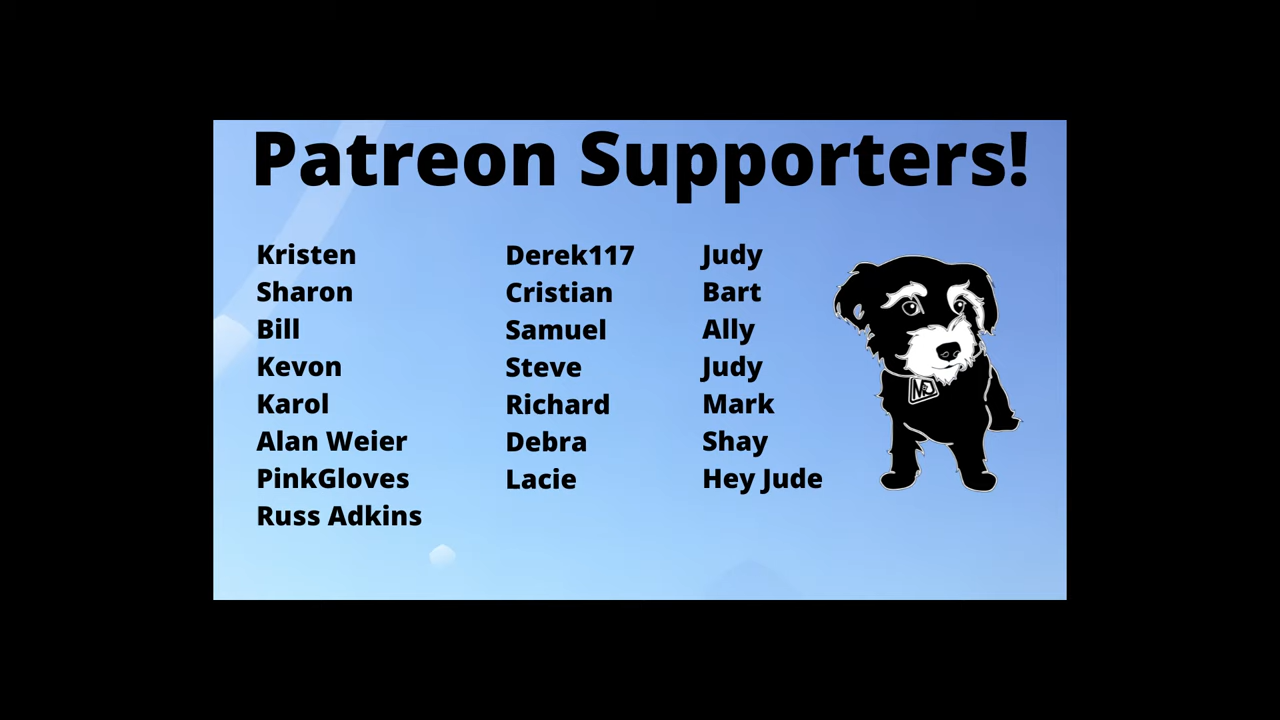 Patreon Supporters!
Kristen
Sharon
Bill
Kevon
Karol
Alan Weier
PinkGloves
Russ Adkins
Derek117
Cristian
Samuel
Steve
Richard
Debra
Lacie
Judy
Bart
Ally
Judy
Mark
Shay
Hey Jude